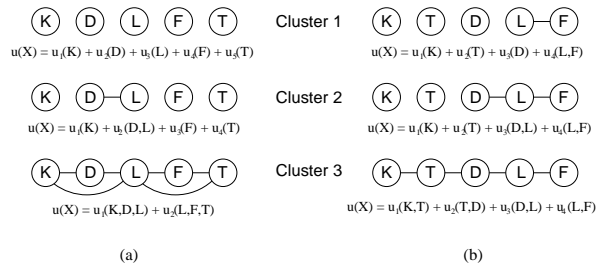 K D L F T Cluster 1 K T D L F
u(X) = u₁(K) + u₂(D) + u₃(L) + u₄(F) + u₅(T) u(X) = u₁(K) + u₂(T) + u₃(D) + u₄(L,F)
K D L F T Cluster 2 K T D L F
u(X) = u₁(K) + u₂(D,L) + u₃(F) + u₄(T) u(X) = u₁(K) + u₂(T) + u₃(D,L) + u₄(L,F)
K D L F T Cluster 3 K T D L F
u(X) = u₁(K,D,L) + u₂(L,F,T) u(X) = u₁(K,T) + u₂(T,D) + u₃(D,L) + u₄(L,F)
(a) (b)